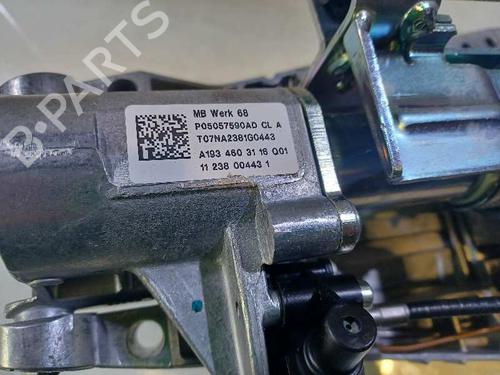 B-PARTS
MB Werk 68
P05057590AD CL A
T07NA2381G0443
A193 460 31 16 Q01
11 238 00443 1